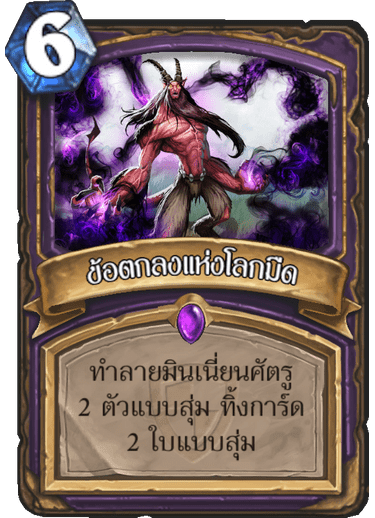 6
ข้อตกลงแห่งโลกมืด
ทำลายมินเนี่ยนศัตรู
2 ตัวแบบสุ่ม ทิ้งการ์ด
2 ใบแบบสุ่ม